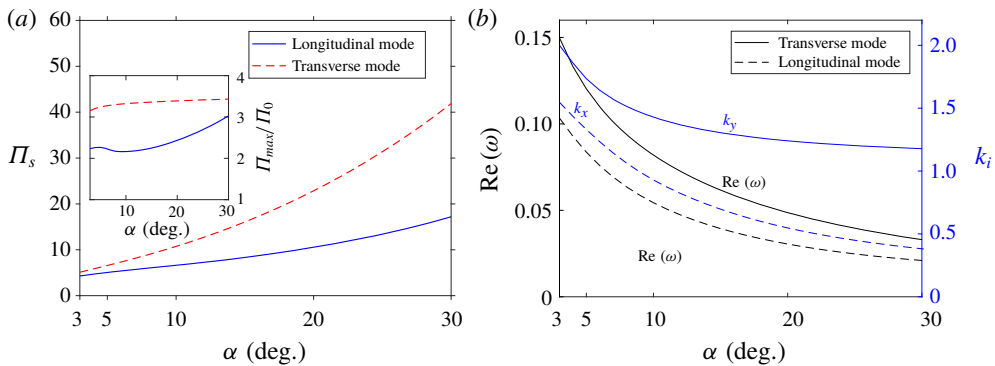 (a)
60
50
40
30
20
10
0
Π_s
Longitudinal mode
Transverse mode
4
3
2
1
Π_max/Π_0
10
20
30
α (deg.)
3
5
10
20
30
α (deg.)
(b)
0.15
0.10
0.05
0
Re (ω)
Transverse mode
Longitudinal mode
k_x
k_y
Re (ω)
Re (ω)
2.0
1.5
1.0
0.5
0
k_i
3
5
10
20
30
α (deg.)